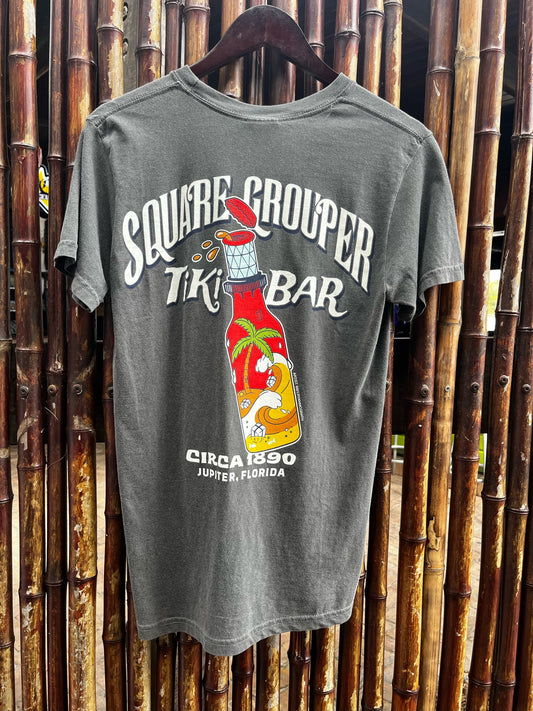 SQUARE GROUPER
TiKi BAR
CIRCA 1890
JUPITER, FLORIDA